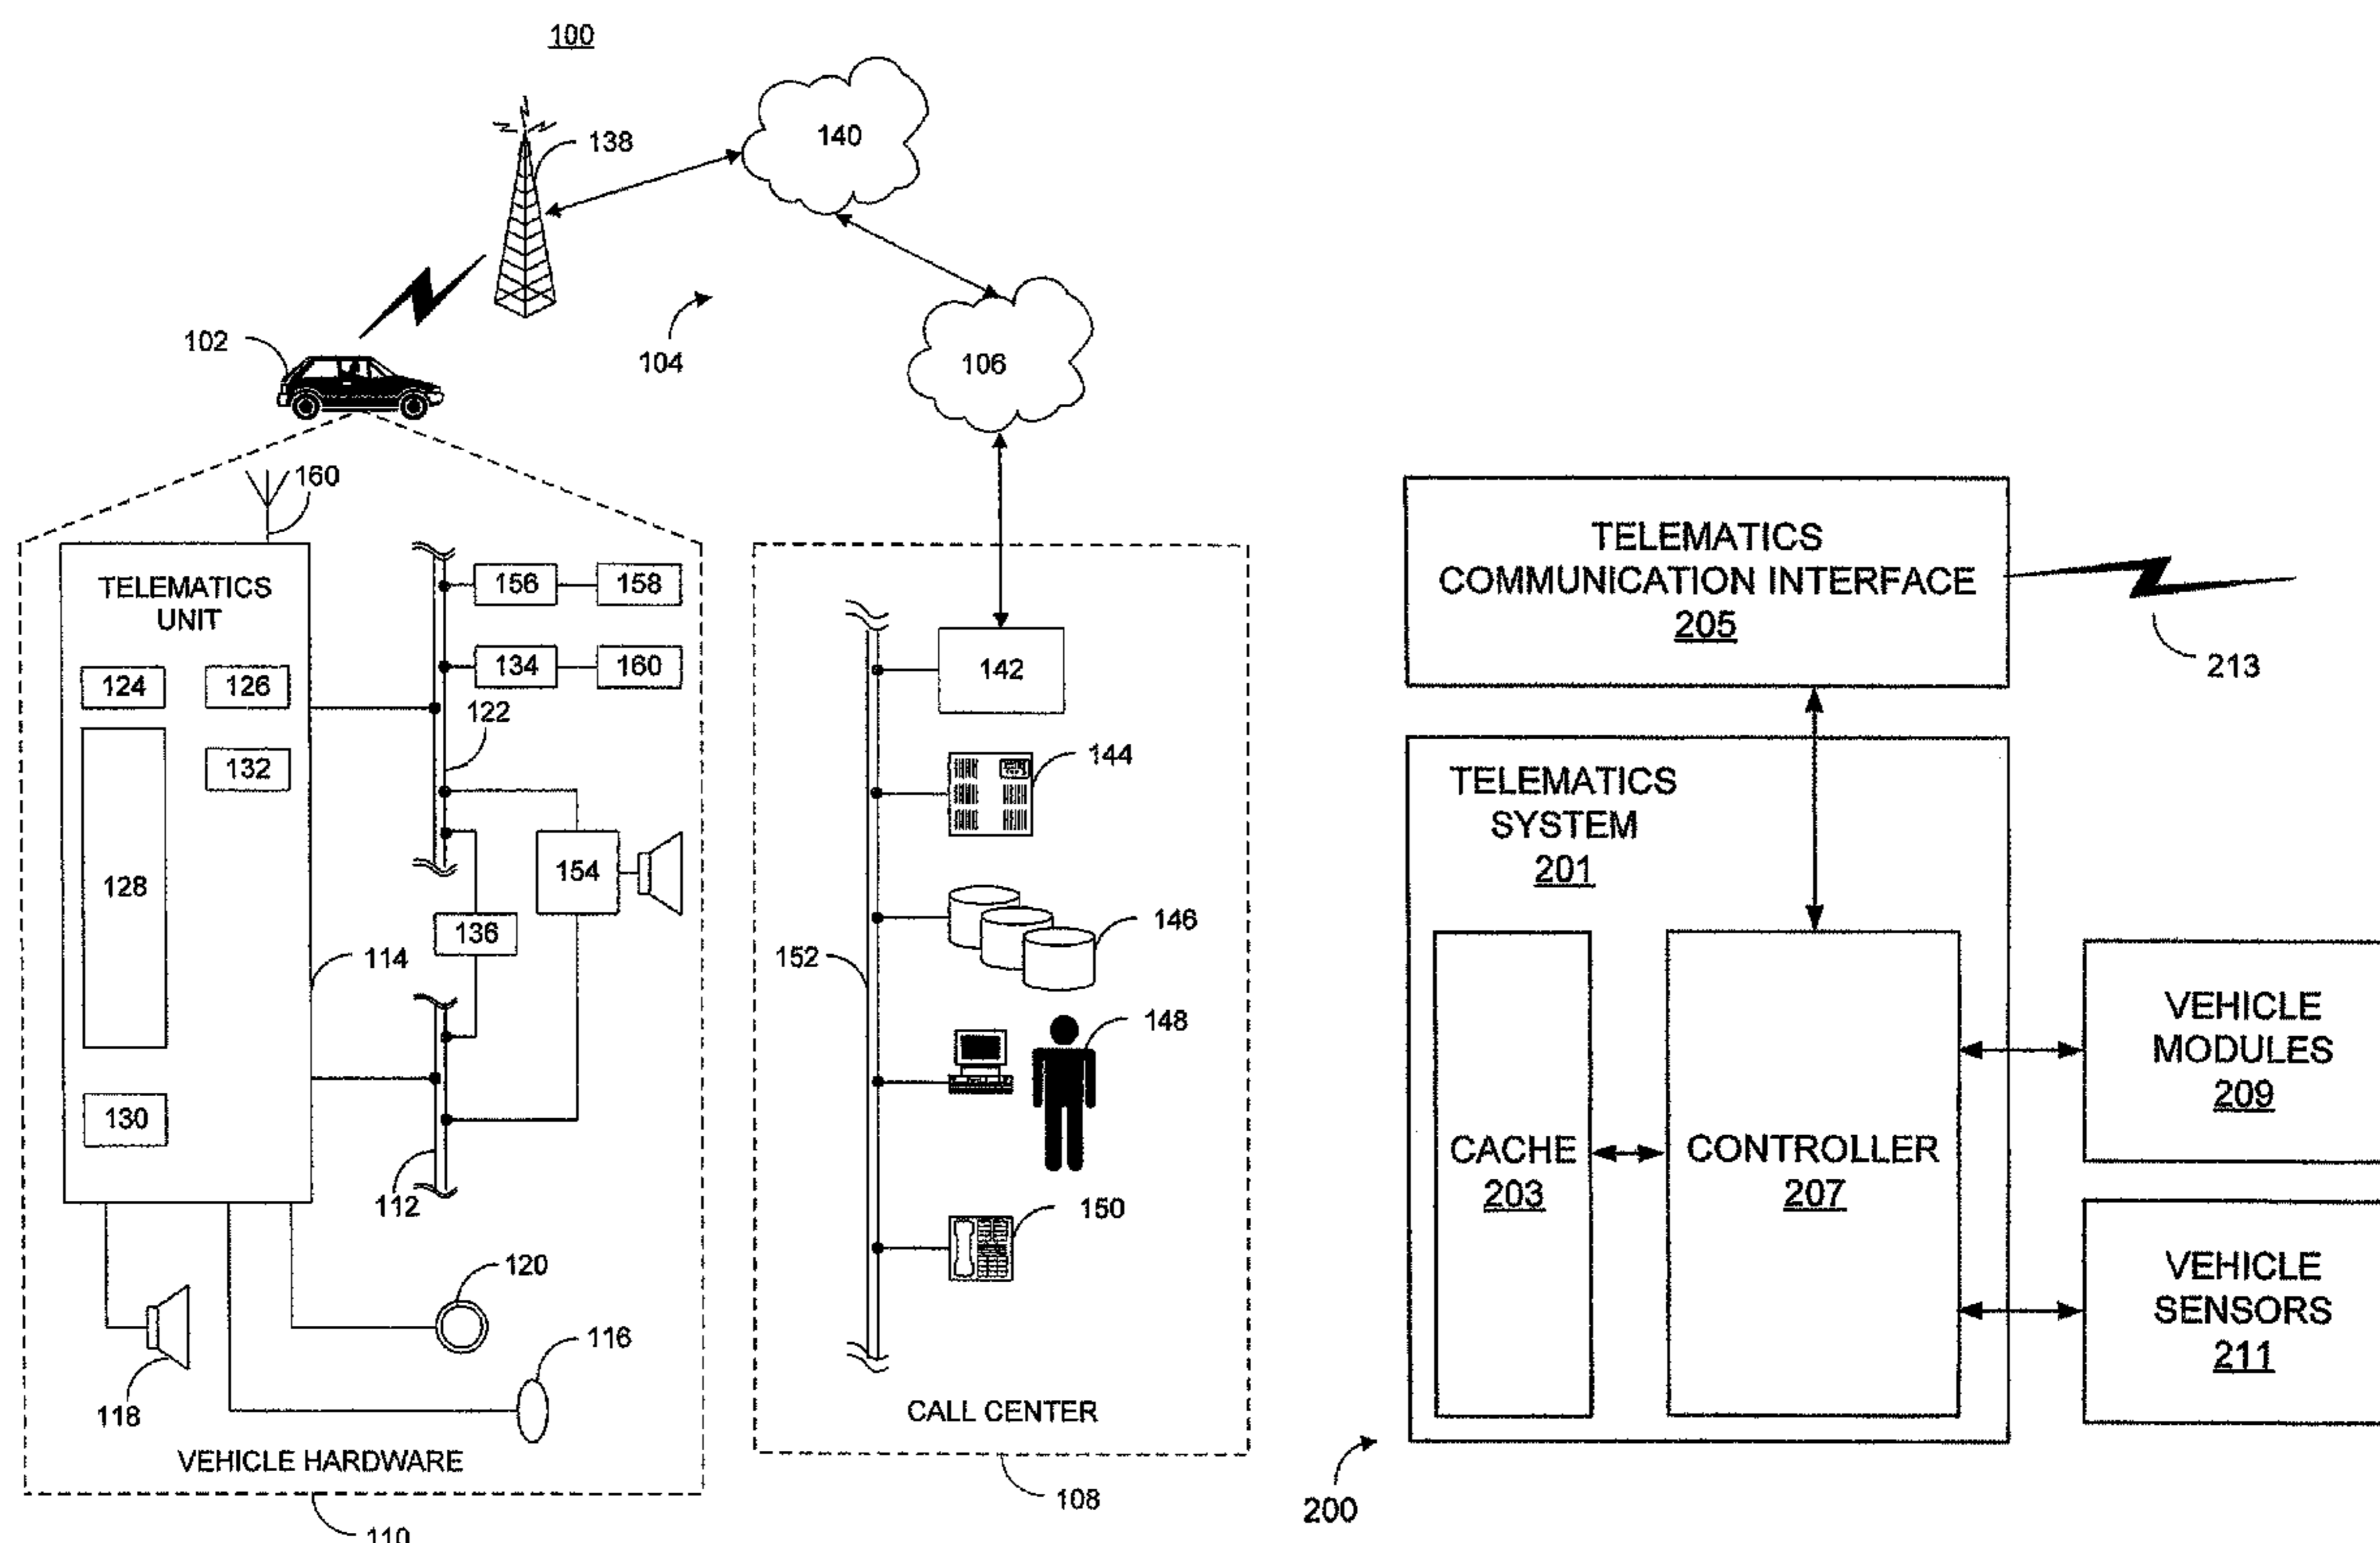 100
138
140
102
104
106
160
TELEMATICS
UNIT
124
126
128
132
130
114
156
158
134
160
122
154
136
112
120
116
118
VEHICLE HARDWARE
110
142
144
146
152
148
150
CALL CENTER
108
TELEMATICS
COMMUNICATION INTERFACE
205
213
TELEMATICS
SYSTEM
201
CACHE
203
CONTROLLER
207
VEHICLE
MODULES
209
VEHICLE
SENSORS
211
200